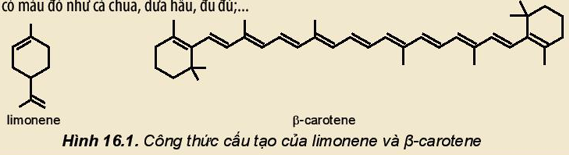 có màu đỏ như cà chua, dưa hấu, đu đủ;...
limonene
β-carotene
Hình 16.1. Công thức cấu tạo của limonene và β-carotene